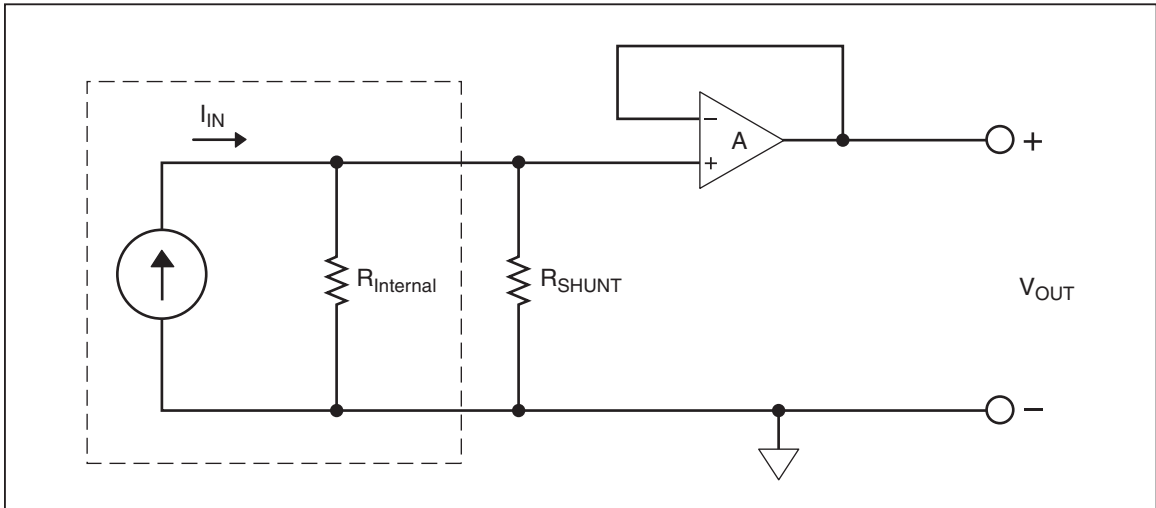 I_IN
−
A
+
+
R_Internal
R_SHUNT
V_OUT
−